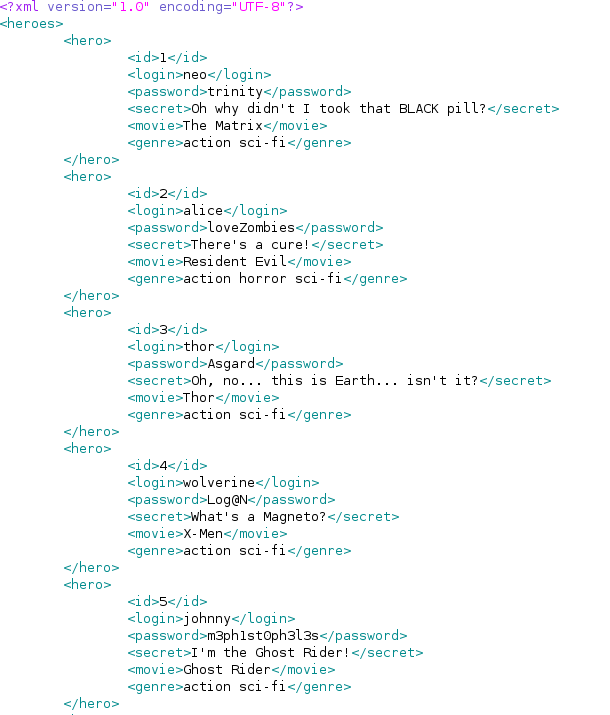 <?xml version="1.0" encoding="UTF-8"?>
<heroes>
<hero>
<id>1</id>
<login>neo</login>
<password>trinity</password>
<secret>Oh why didn't I took that BLACK pill?</secret>
<movie>The Matrix</movie>
<genre>action sci-fi</genre>
</hero>
<hero>
<id>2</id>
<login>alice</login>
<password>loveZombies</password>
<secret>There's a cure!</secret>
<movie>Resident Evil</movie>
<genre>action horror sci-fi</genre>
</hero>
<hero>
<id>3</id>
<login>thor</login>
<password>Asgard</password>
<secret>Oh, no... this is Earth... isn't it?</secret>
<movie>Thor</movie>
<genre>action sci-fi</genre>
</hero>
<hero>
<id>4</id>
<login>wolverine</login>
<password>Log@N</password>
<secret>What's a Magneto?</secret>
<movie>X-Men</movie>
<genre>action sci-fi</genre>
</hero>
<hero>
<id>5</id>
<login>johnny</login>
<password>m3ph1st0ph3l3s</password>
<secret>I'm the Ghost Rider!</secret>
<movie>Ghost Rider</movie>
<genre>action sci-fi</genre>
</hero>